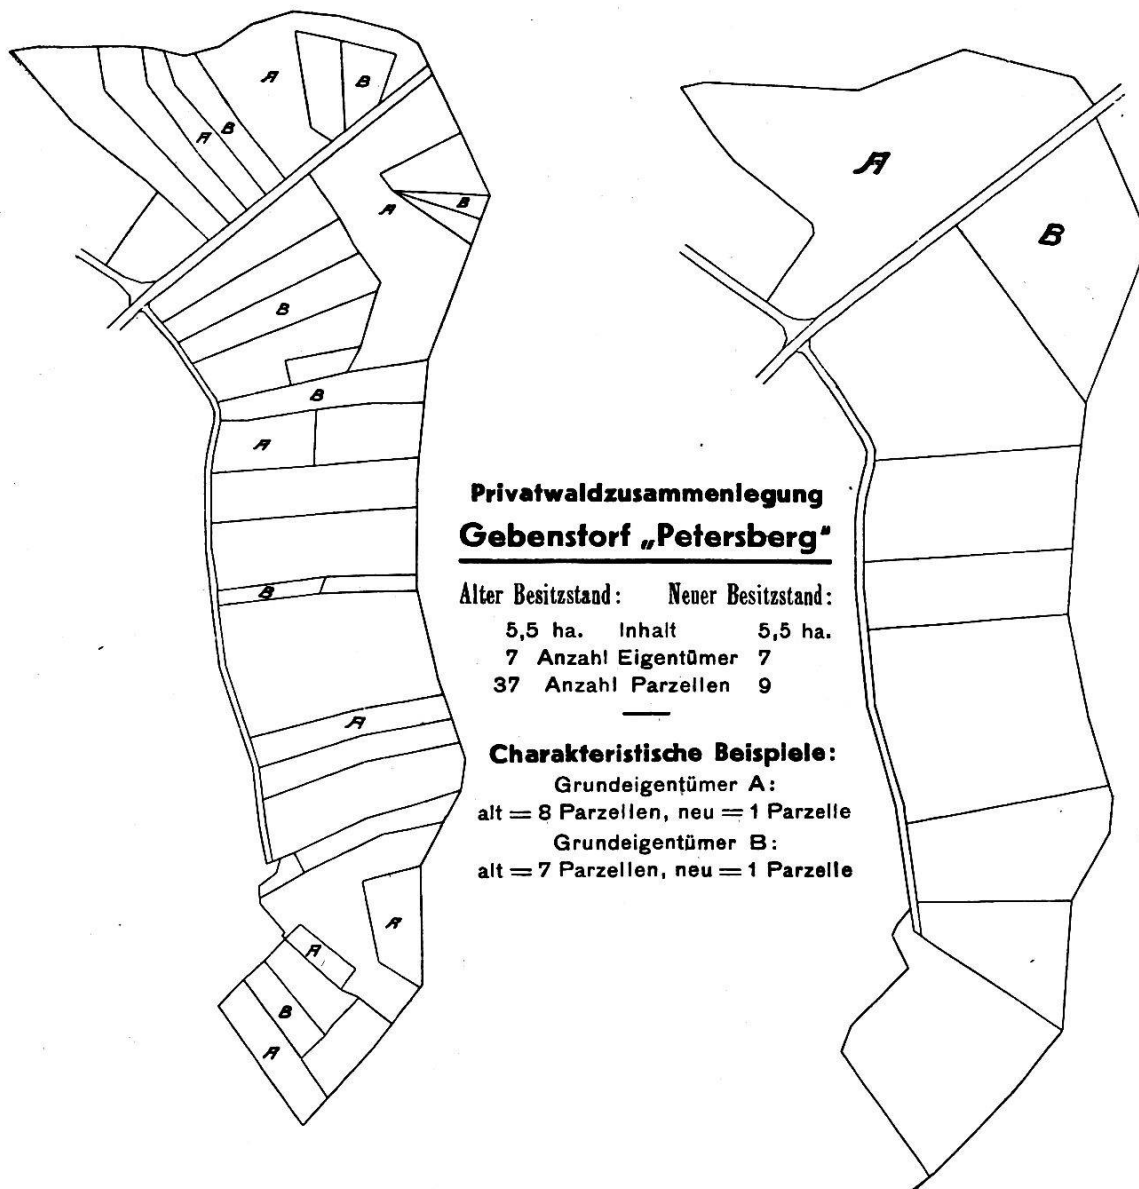 A
B
A
B
A
B
B
B
A
B
A
A
A
B
A
A
B
Privatwaldzusammenlegung
Gebenstorf „Petersberg“
Alter Besitzstand: Neuer Besitzstand:
5,5 ha. Inhalt 5,5 ha.
7 Anzahl Eigentümer 7
37 Anzahl Parzellen 9
Charakteristische Beispiele:
Grundeigentümer A:
alt = 8 Parzellen, neu = 1 Parzelle
Grundeigentümer B:
alt = 7 Parzellen, neu = 1 Parzelle